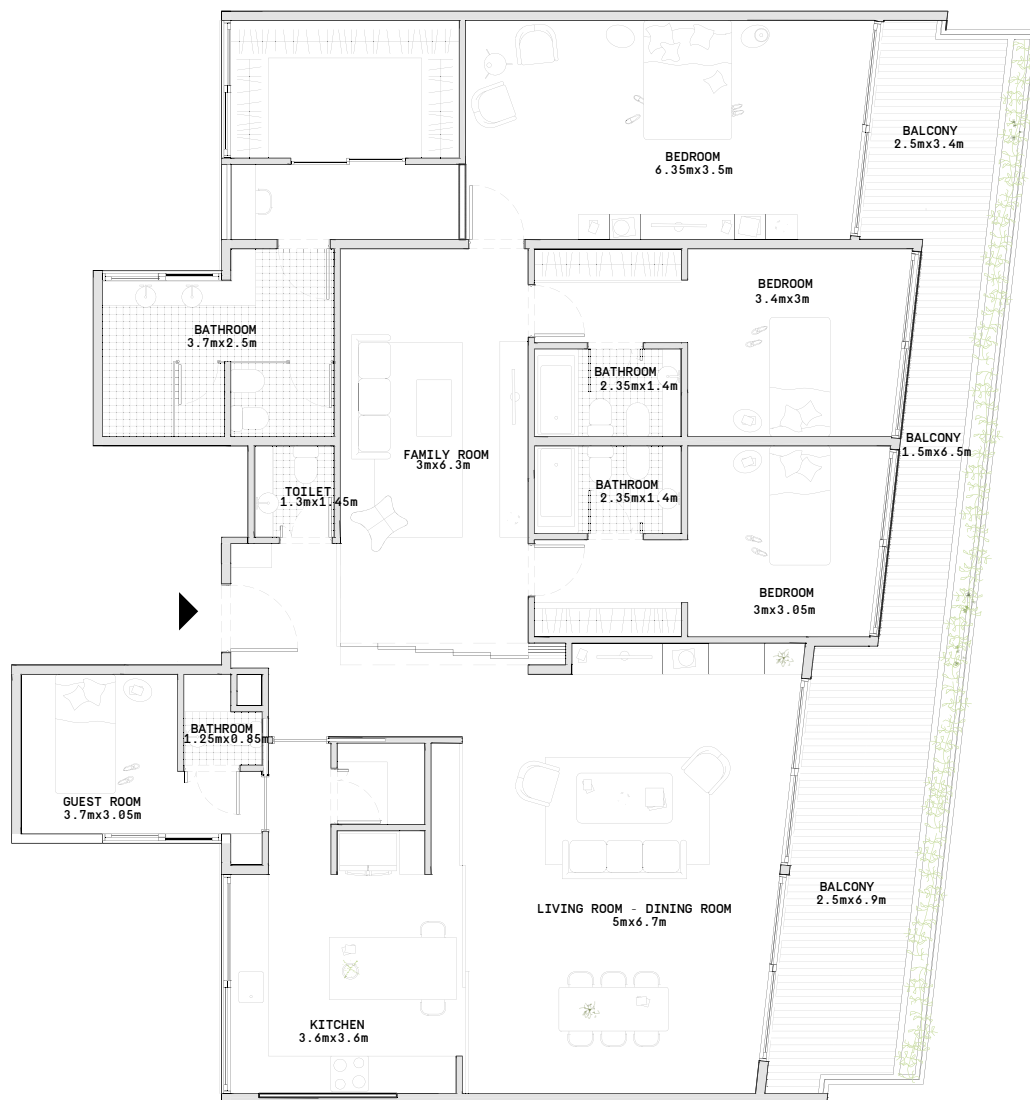 BALCONY
2.5mx3.4m
BEDROOM
6.35mx3.5m
BEDROOM
3.4mx3m
BATHROOM
3.7mx2.5m
BATHROOM
2.35mx1.4m
BALCONY
1.5mx6.5m
FAMILY ROOM
3mx6.3m
BATHROOM
2.35mx1.4m
TOILET
1.3mx1.45m
BEDROOM
3mx3.05m
BATHROOM
1.25mx0.85m
GUEST ROOM
3.7mx3.05m
BALCONY
2.5mx6.9m
LIVING ROOM - DINING ROOM
5mx6.7m
KITCHEN
3.6mx3.6m